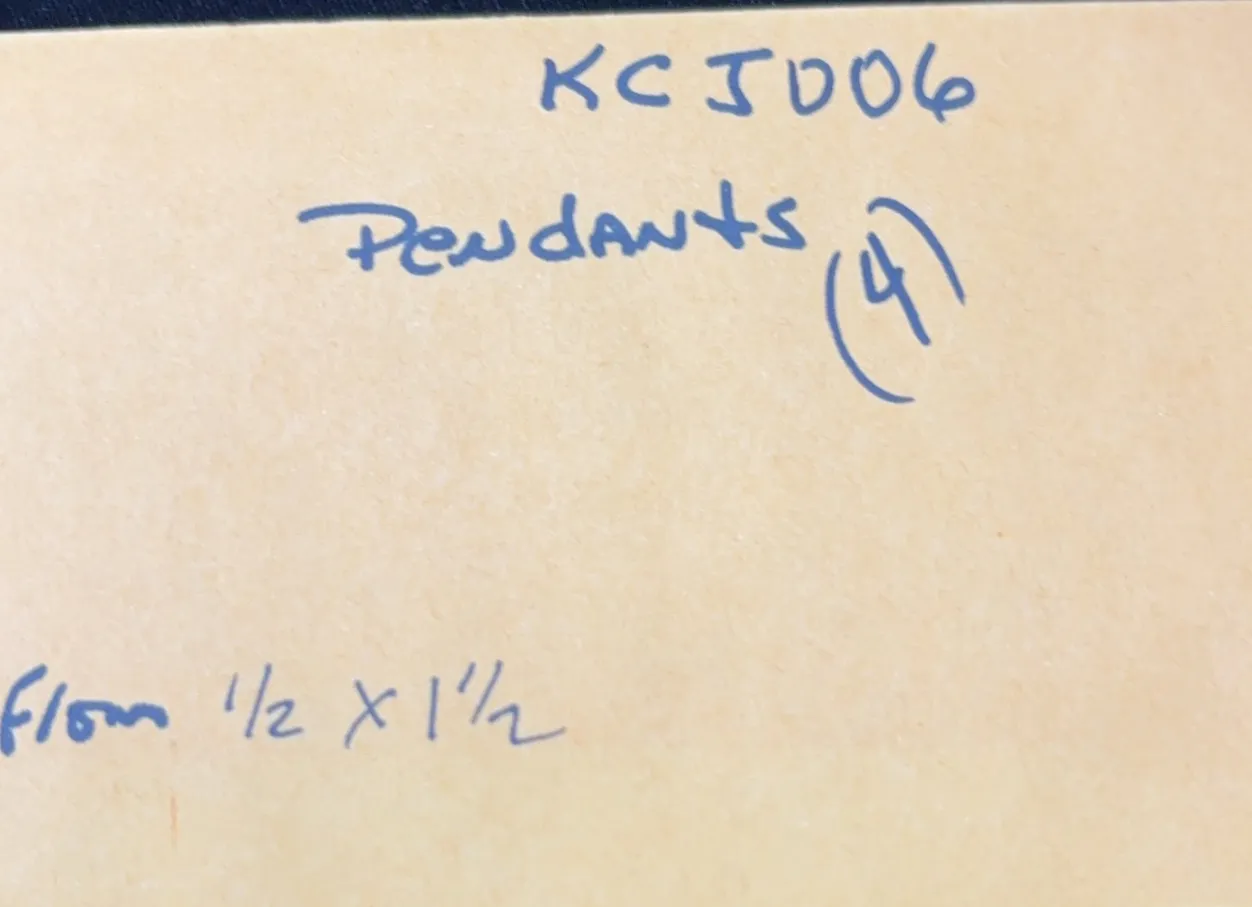 KCJ006
PENdANts (4)
from 1/2 X 1 1/2